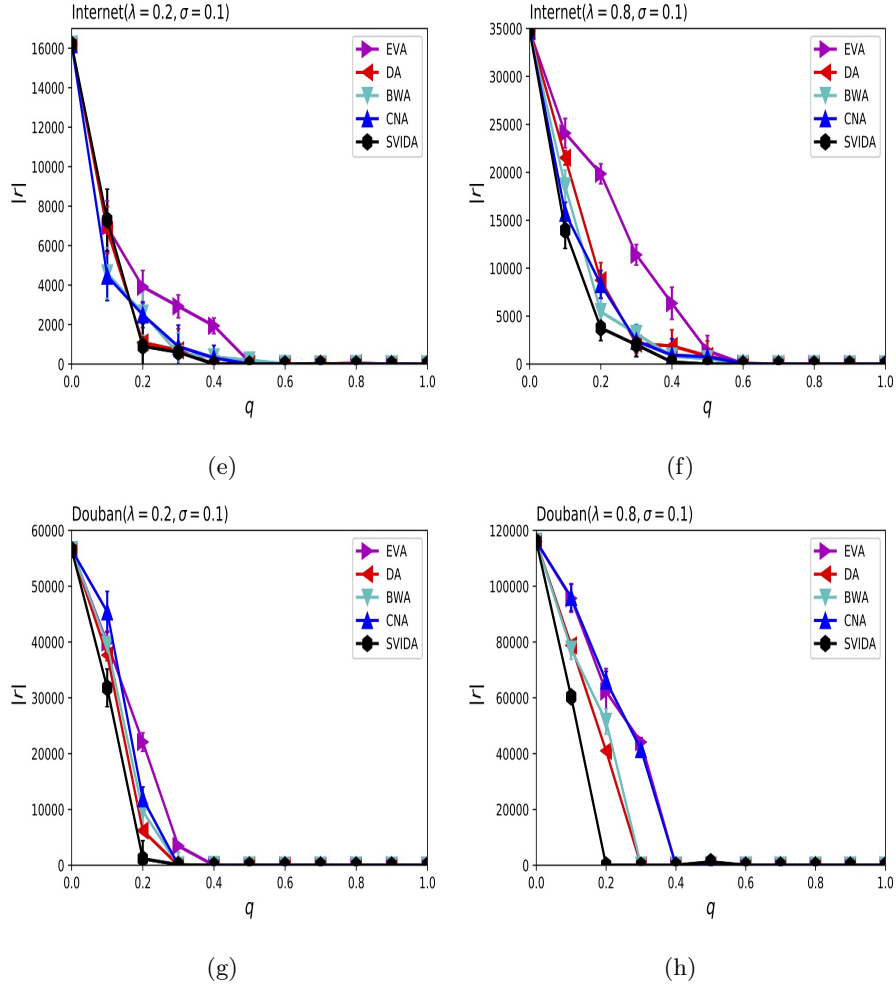 Internet(λ = 0.2, σ = 0.1)
16000
14000
12000
10000
8000
6000
4000
2000
0
|r|
0.0 0.2 0.4 0.6 0.8 1.0
q
EVA
DA
BWA
CNA
SVIDA
(e)
Internet(λ = 0.8, σ = 0.1)
35000
30000
25000
20000
15000
10000
5000
0
|r|
0.0 0.2 0.4 0.6 0.8 1.0
q
EVA
DA
BWA
CNA
SVIDA
(f)
Douban(λ = 0.2, σ = 0.1)
60000
50000
40000
30000
20000
10000
0
|r|
0.0 0.2 0.4 0.6 0.8 1.0
q
EVA
DA
BWA
CNA
SVIDA
(g)
Douban(λ = 0.8, σ = 0.1)
120000
100000
80000
60000
40000
20000
0
|r|
0.0 0.2 0.4 0.6 0.8 1.0
q
EVA
DA
BWA
CNA
SVIDA
(h)